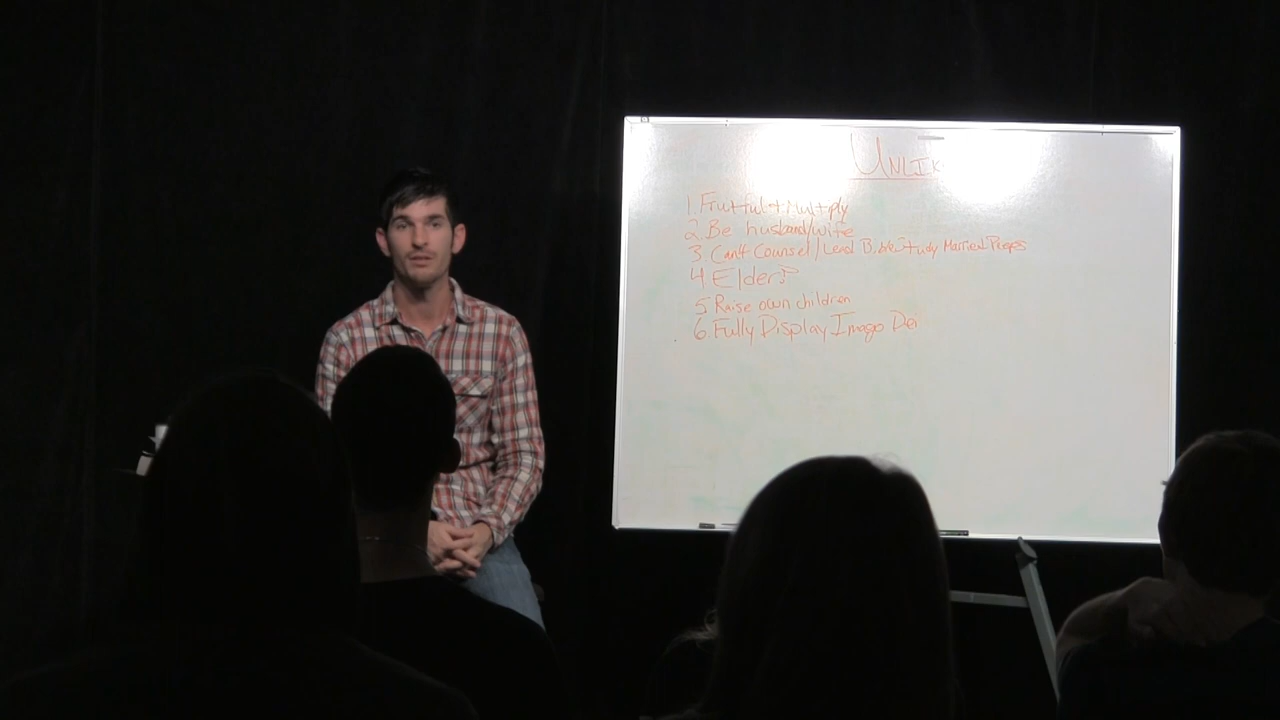 UNLIK
1. Fruitful + Multiply
2. Be husband/wife
3. Can't Counsel/Lead Bible Study Married Peeps
4 Elder?
5 Raise own children
6. Fully Display Imago Dei